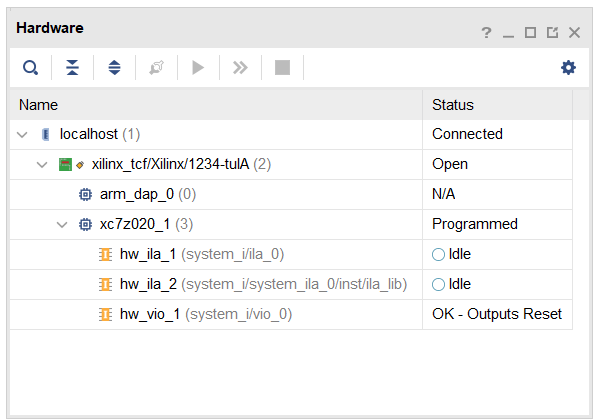 Hardware
Name Status
localhost (1) Connected
xilinx_tcf/Xilinx/1234-tulA (2) Open
arm_dap_0 (0) N/A
xc7z020_1 (3) Programmed
hw_ila_1 (system_i/ila_0) Idle
hw_ila_2 (system_i/system_ila_0/inst/ila_lib) Idle
hw_vio_1 (system_i/vio_0) OK - Outputs Reset